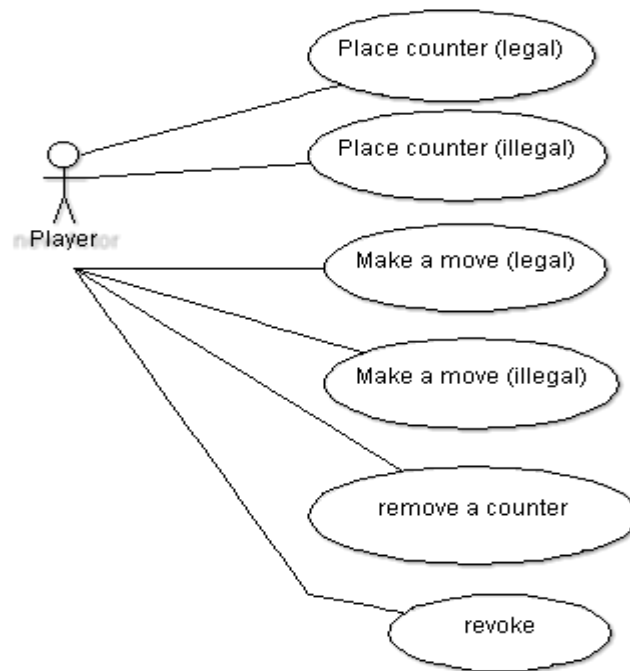 Place counter (legal)
Place counter (illegal)
Player
Make a move (legal)
Make a move (illegal)
remove a counter
revoke